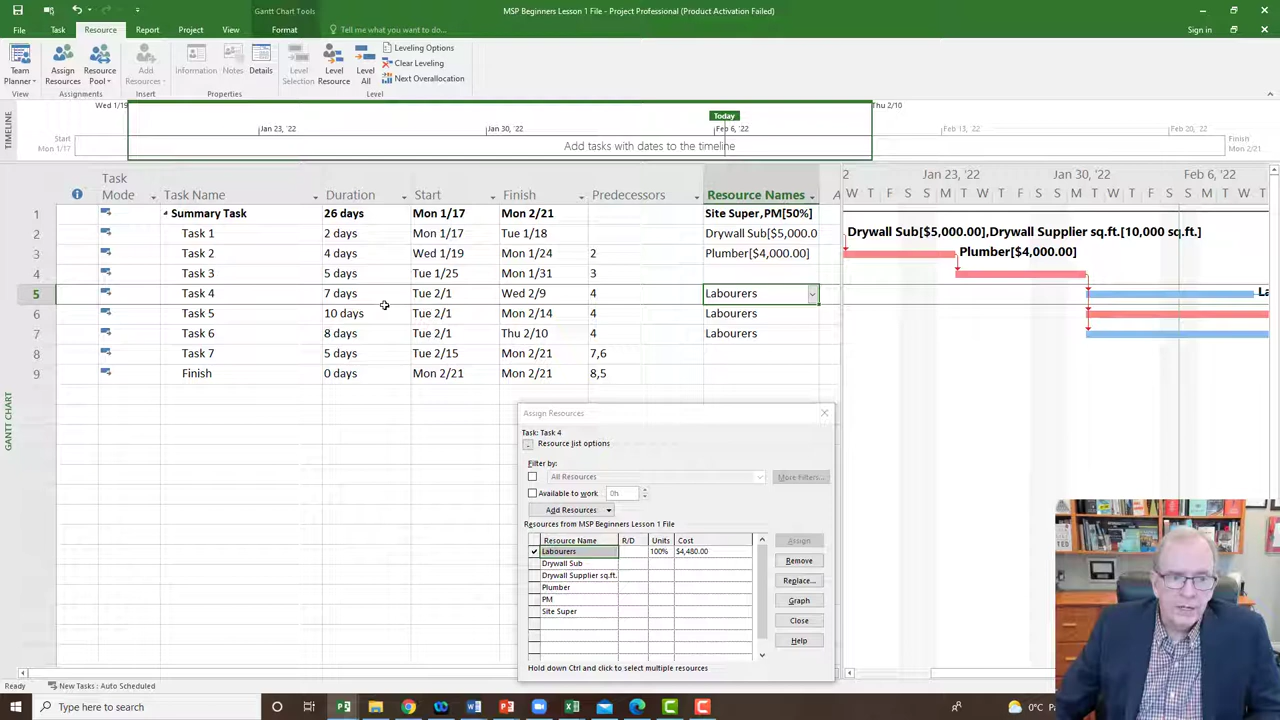 Gantt Chart Tools
MSP Beginners Lesson 1 File - Project Professional (Product Activation Failed)
File Task Resource Report Project View Format Tell me what you want to do... Sign in
Team Planner
Assign Resources
Resource Pool
Add Resources
Information
Notes
Details
Level Selection
Level Resource
Level All
Leveling Options
Clear Leveling
Next Overallocation
View Assignments Insert Properties Level
Wed 1/19 Thu 2/10
Today
Jan 23, '22 Jan 30, '22 Feb 6, '22 Feb 13, '22 Feb 20, '22
TIMELINE
Start
Mon 1/17
Add tasks with dates to the timeline
Finish
Mon 2/21
Task Mode Task Name Duration Start Finish Predecessors Resource Names A
2 Jan 23, '22 Jan 30, '22 Feb 6, '22
W T F S S M T W T F S S M T W T F S S M T W T
1 Summary Task 26 days Mon 1/17 Mon 2/21 Site Super,PM[50%]
2 Task 1 2 days Mon 1/17 Tue 1/18 Drywall Sub[$5,000.0 Drywall Sub[$5,000.00],Drywall Supplier sq.ft.[10,000 sq.ft.]
3 Task 2 4 days Wed 1/19 Mon 1/24 2 Plumber[$4,000.00] Plumber[$4,000.00]
4 Task 3 5 days Tue 1/25 Mon 1/31 3
5 Task 4 7 days Tue 2/1 Wed 2/9 4 Labourers La
6 Task 5 10 days Tue 2/1 Mon 2/14 4 Labourers
7 Task 6 8 days Tue 2/1 Thu 2/10 4 Labourers
8 Task 7 5 days Tue 2/15 Mon 2/21 7,6
9 Finish 0 days Mon 2/21 Mon 2/21 8,5
GANTT CHART
Assign Resources
Task: Task 4
Resource list options
Filter by:
All Resources More Filters...
Available to work 0h
Add Resources
Resources from MSP Beginners Lesson 1 File
Resource Name R/D Units Cost Assign
Labourers 100% $4,480.00 Remove
Drywall Sub
Drywall Supplier sq.ft. Replace...
Plumber
PM Graph
Site Super
Close
Help
Hold down Ctrl and click to select multiple resources
Ready New Tasks : Auto Scheduled
Type here to search
0°C